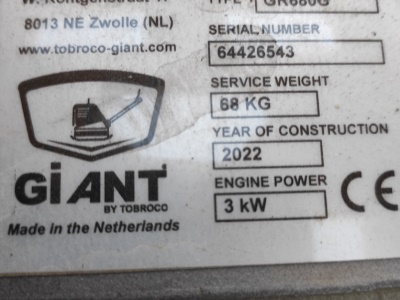 8013 NE Zwolle (NL)
www.tobroco-giant.com
GiANT
BY TOBROCO
Made in the Netherlands
SERIAL NUMBER
64426543
SERVICE WEIGHT
68 KG
YEAR OF CONSTRUCTION
2022
ENGINE POWER
3 kW
CE